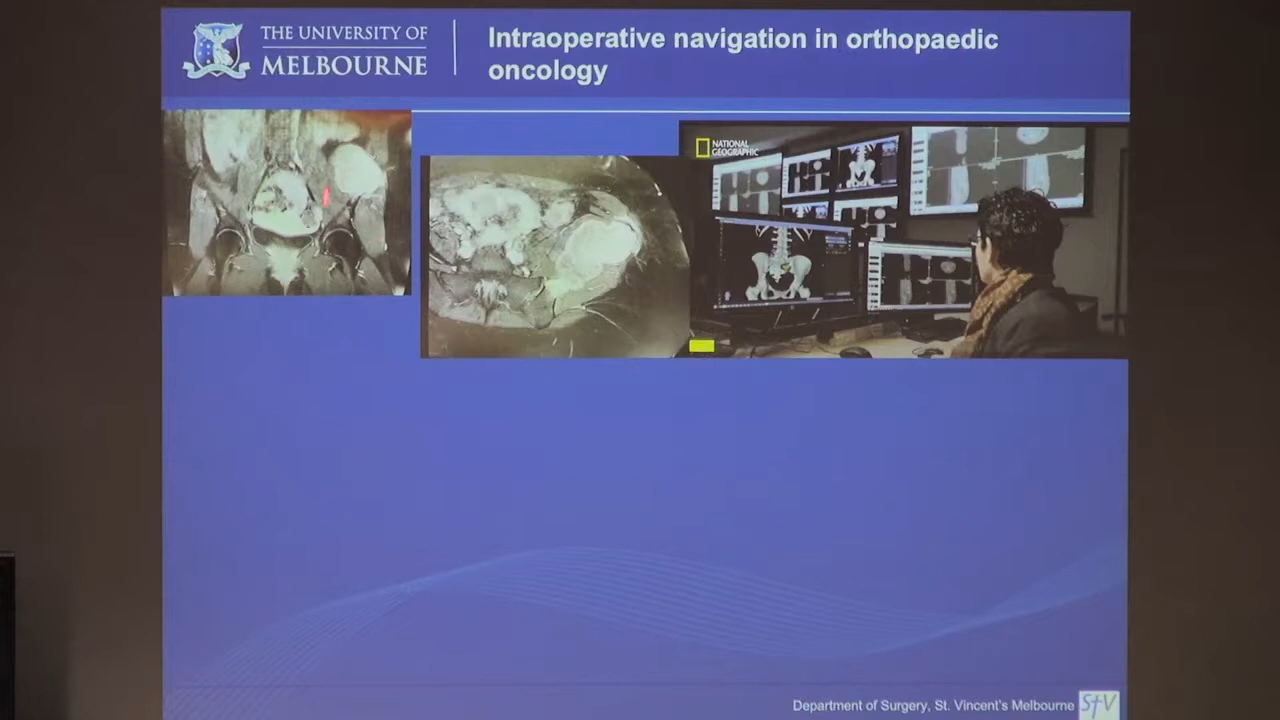 THE UNIVERSITY OF
MELBOURNE
Intraoperative navigation in orthopaedic
oncology
NATIONAL
GEOGRAPHIC
Department of Surgery, St. Vincent's Melbourne
StV